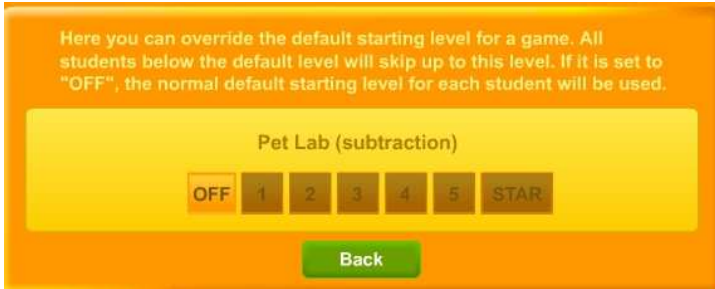 Here you can override the default starting level for a game. All
students below the default level will skip up to this level. If it is set to
"OFF", the normal default starting level for each student will be used.
Pet Lab (subtraction)
OFF 1 2 3 4 5 STAR
Back